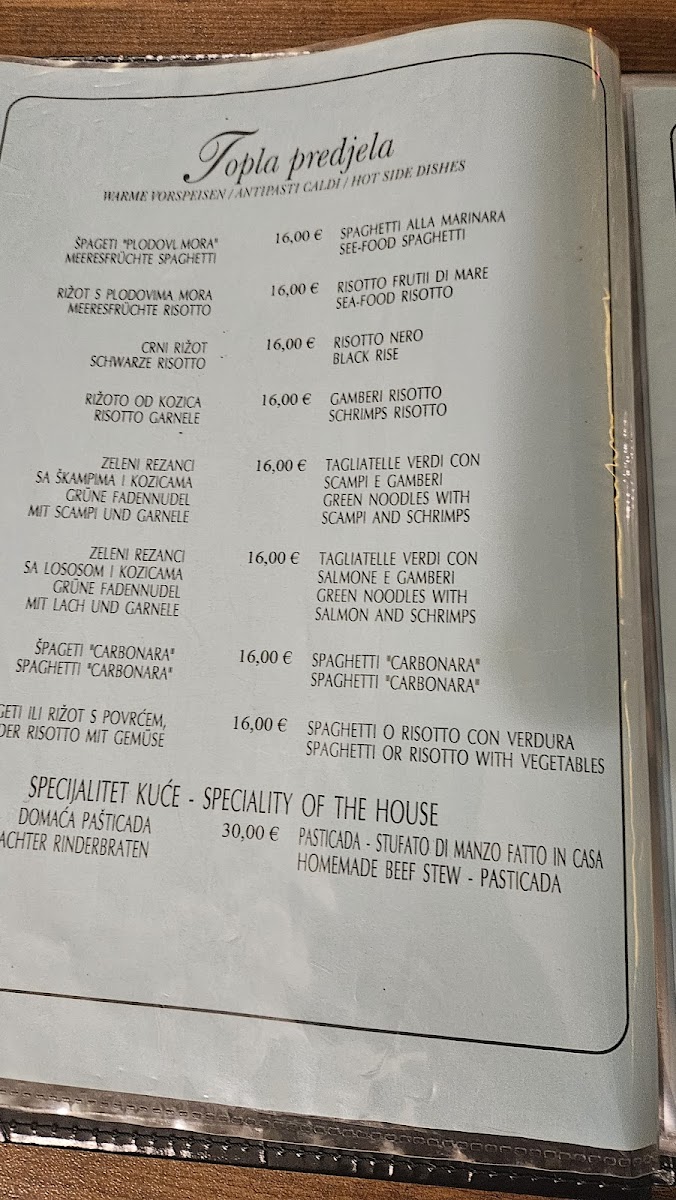 Topla predjela
WARME VORSPEISEN / ANTIPASTI CALDI / HOT SIDE DISHES
ŠPAGETI "PLODOVI MORA" 16,00 € SPAGHETTI ALLA MARINARA
MEERESFRÜCHTE SPAGHETTI SEE-FOOD SPAGHETTI
RIŽOT S PLODOVIMA MORA 16,00 € RISOTTO FRUTII DI MARE
MEERESFRÜCHTE RISOTTO SEA-FOOD RISOTTO
CRNI RIŽOT 16,00 € RISOTTO NERO
SCHWARZE RISOTTO BLACK RISE
RIŽOTO OD KOZICA 16,00 € GAMBERI RISOTTO
RISOTTO GARNELE SCHRIMPS RISOTTO
ZELENI REZANCI 16,00 € TAGLIATELLE VERDI CON
SA ŠKAMPIMA I KOZICAMA SCAMPI E GAMBERI
GRÜNE FADENNUDEL GREEN NOODLES WITH
MIT SCAMPI UND GARNELE SCAMPI AND SCHRIMPS
ZELENI REZANCI 16,00 € TAGLIATELLE VERDI CON
SA LOSOSOM I KOZICAMA SALMONE E GAMBERI
GRÜNE FADENNUDEL GREEN NOODLES WITH
MIT LACH UND GARNELE SALMON AND SCHRIMPS
ŠPAGETI "CARBONARA" 16,00 € SPAGHETTI "CARBONARA"
SPAGHETTI "CARBONARA" SPAGHETTI "CARBONARA"
GETI ILI RIŽOT S POVRĆEM, 16,00 € SPAGHETTI O RISOTTO CON VERDURA
DER RISOTTO MIT GEMÜSE SPAGHETTI OR RISOTTO WITH VEGETABLES
SPECIJALITET KUĆE - SPECIALITY OF THE HOUSE
DOMAĆA PAŠTICADA 30,00 € PASTICADA - STUFATO DI MANZO FATTO IN CASA
ACHTER RINDERBRATEN HOMEMADE BEEF STEW - PASTICADA